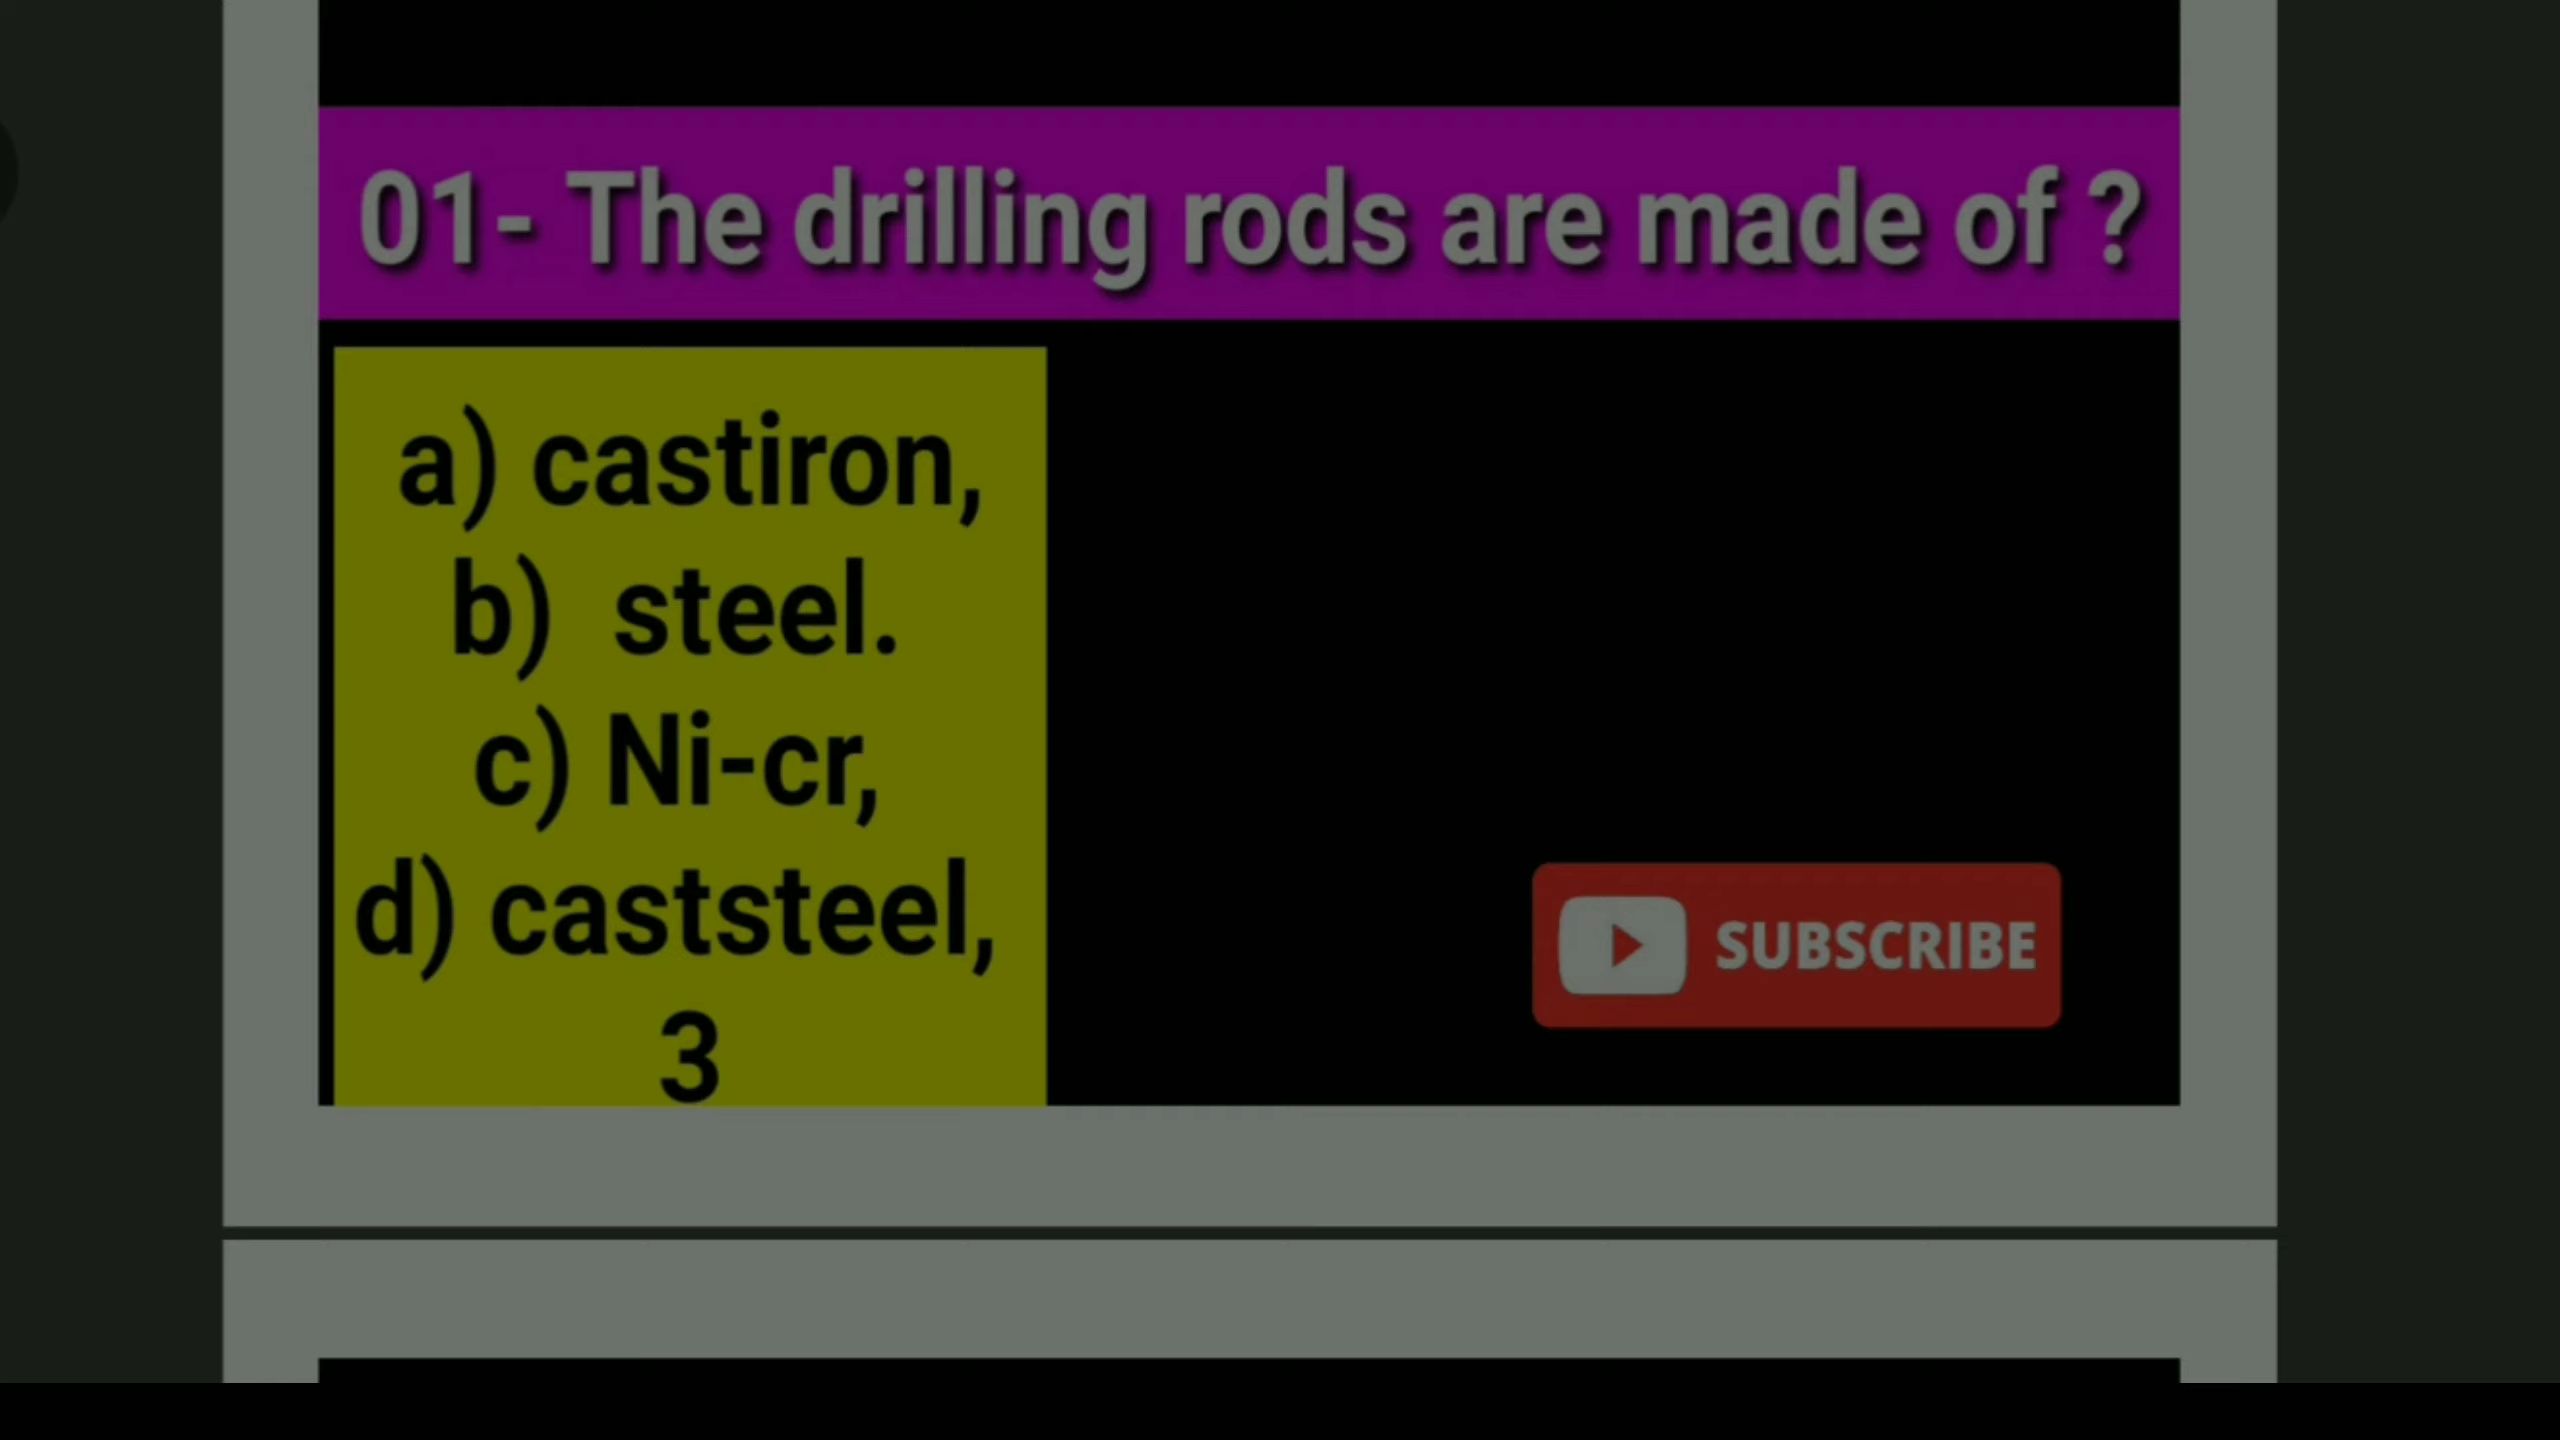 01- The drilling rods are made of ?
a) castiron,
b) steel.
c) Ni-cr,
d) caststeel,
3
SUBSCRIBE